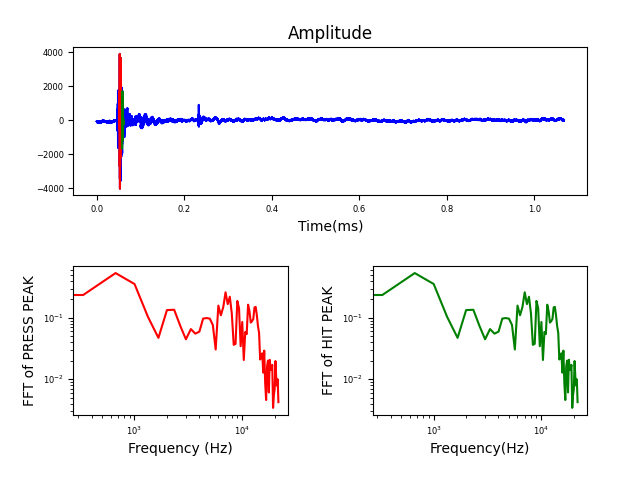 Amplitude
4000
2000
0
−2000
−4000
0.0 0.2 0.4 0.6 0.8 1.0
Time(ms)
FFT of PRESS PEAK
10⁻¹
10⁻²
10³ 10⁴
Frequency (Hz)
FFT of HIT PEAK
10⁻¹
10⁻²
10³ 10⁴
Frequency(Hz)